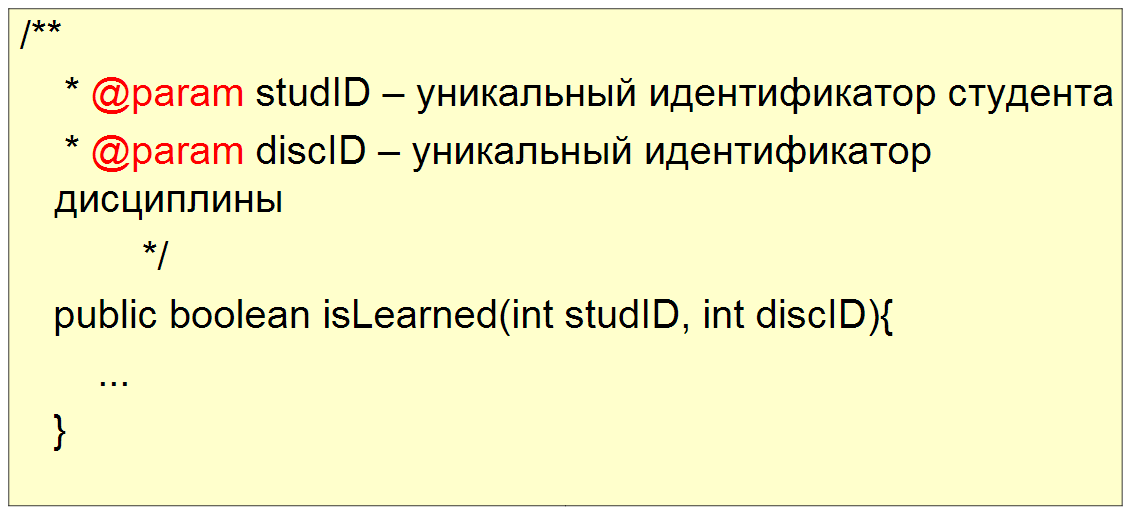 /**
* @param studID – уникальный идентификатор студента
* @param discID – уникальный идентификатор
дисциплины
*/
public boolean isLearned(int studID, int discID){
...
}